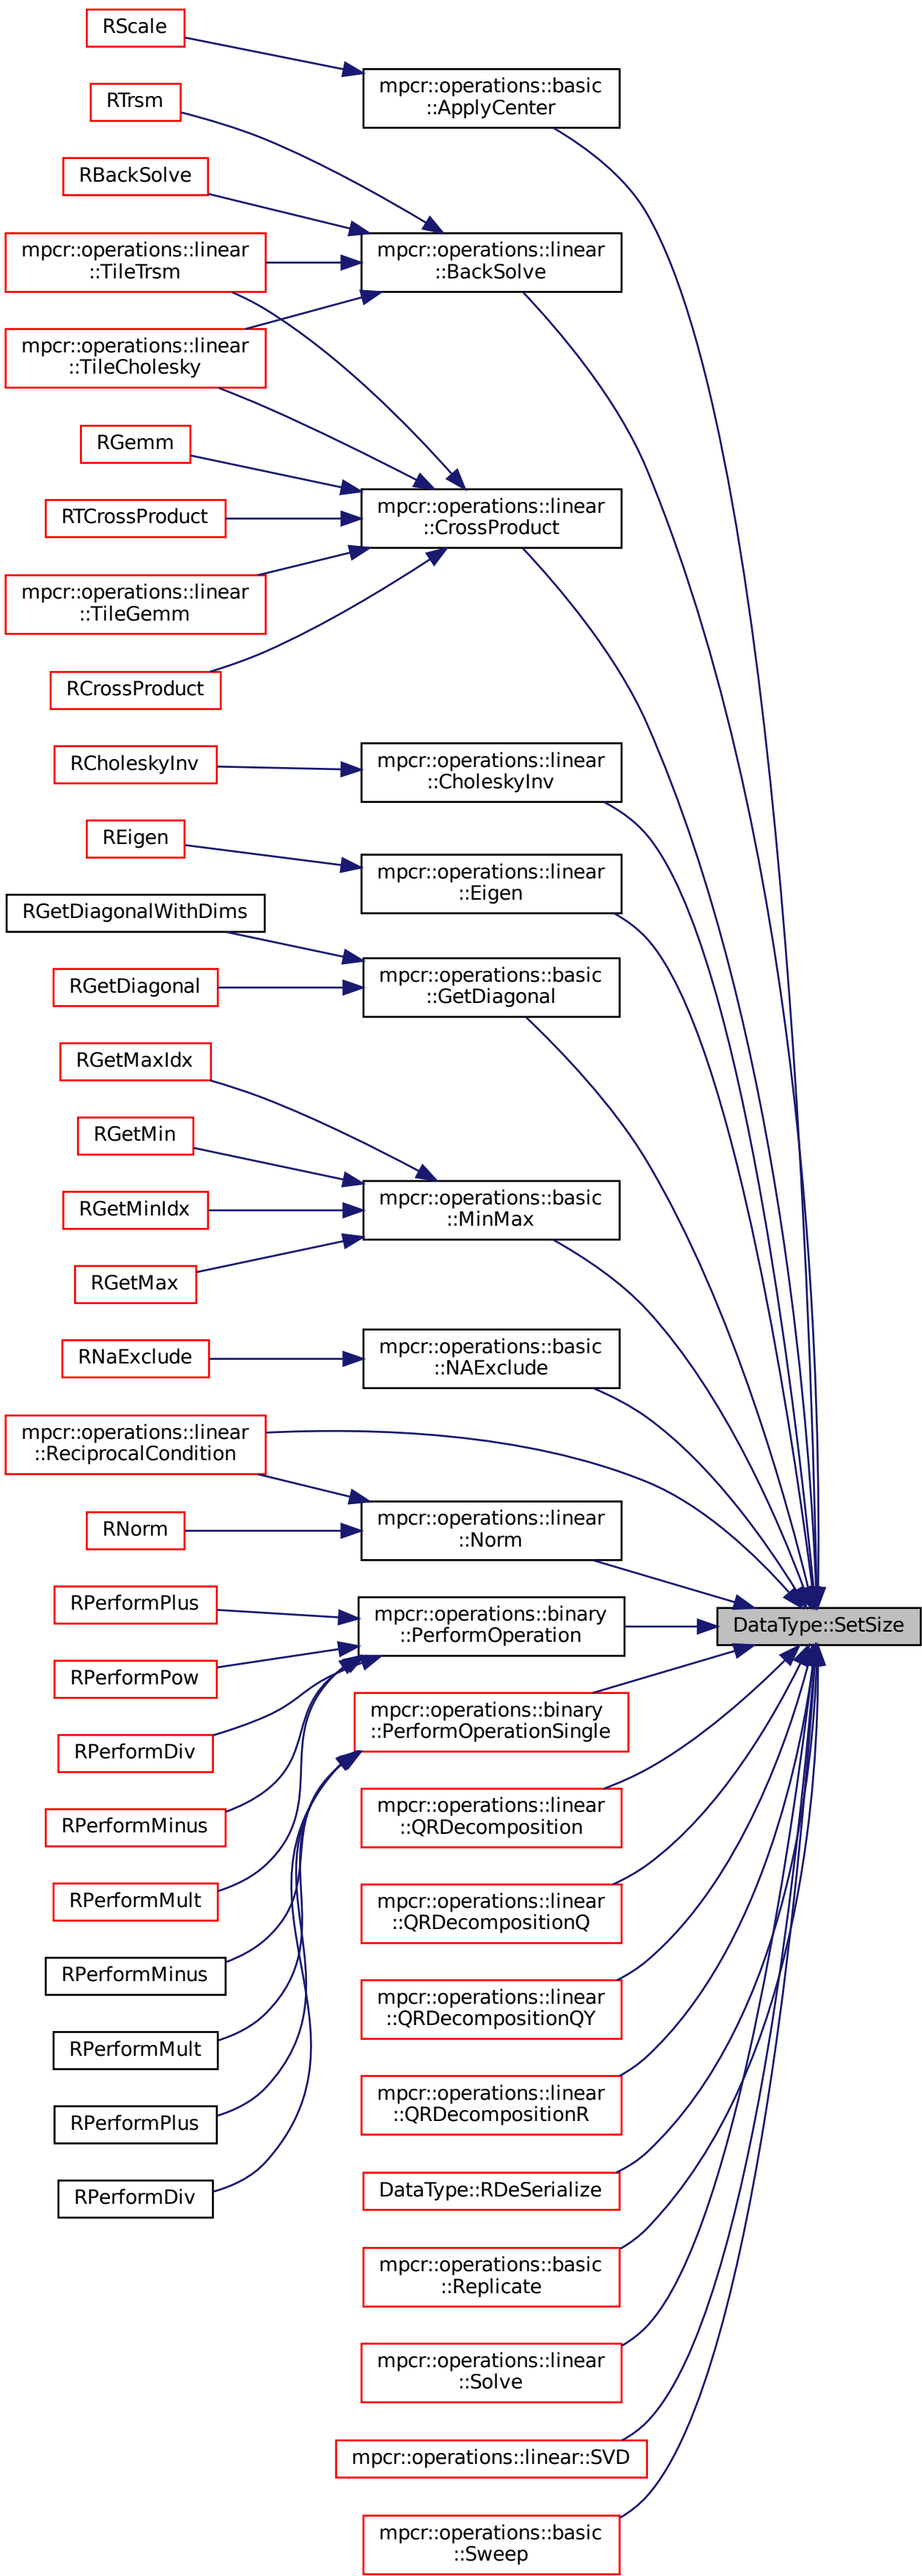 RScale
mpcr::operations::basic
::ApplyCenter
RTrsm
RBackSolve
mpcr::operations::linear
::TileTrsm
mpcr::operations::linear
::BackSolve
mpcr::operations::linear
::TileCholesky
RGemm
RTCrossProduct
mpcr::operations::linear
::CrossProduct
mpcr::operations::linear
::TileGemm
RCrossProduct
RCholeskyInv
mpcr::operations::linear
::CholeskyInv
REigen
mpcr::operations::linear
::Eigen
RGetDiagonalWithDims
RGetDiagonal
mpcr::operations::basic
::GetDiagonal
RGetMaxIdx
RGetMin
RGetMinIdx
mpcr::operations::basic
::MinMax
RGetMax
RNaExclude
mpcr::operations::basic
::NAExclude
mpcr::operations::linear
::ReciprocalCondition
RNorm
mpcr::operations::linear
::Norm
RPerformPlus
mpcr::operations::binary
::PerformOperation
DataType::SetSize
RPerformPow
RPerformDiv
mpcr::operations::binary
::PerformOperationSingle
RPerformMinus
mpcr::operations::linear
::QRDecomposition
RPerformMult
mpcr::operations::linear
::QRDecompositionQ
RPerformMinus
mpcr::operations::linear
::QRDecompositionQY
RPerformMult
RPerformPlus
mpcr::operations::linear
::QRDecompositionR
RPerformDiv
DataType::RDeSerialize
mpcr::operations::basic
::Replicate
mpcr::operations::linear
::Solve
mpcr::operations::linear::SVD
mpcr::operations::basic
::Sweep